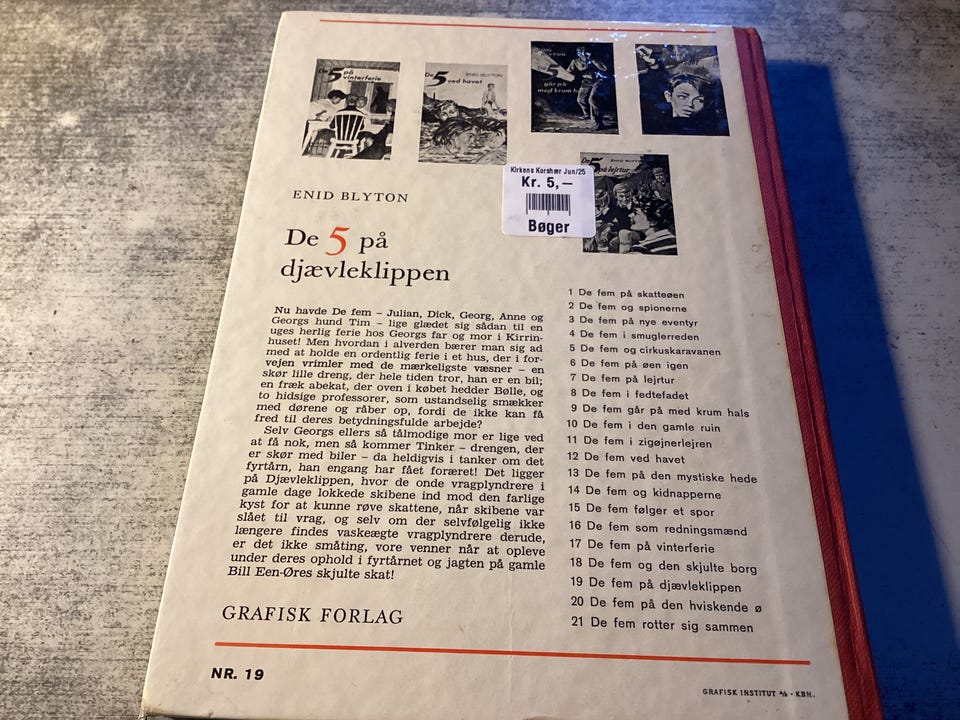 De 5 på
vinterferie
De 5 ENID BLYTON
ved havet
BLYTON
5
går på
med krum h
Kirkens Korshær Jun/25
Kr. 5,—
Bøger
De 5 ENID BLYTON
på lejrtur
ENID BLYTON
De 5 på
djævleklippen
Nu havde De fem – Julian, Dick, Georg, Anne og
Georgs hund Tim – lige glædet sig sådan til en
uges herlig ferie hos Georgs far og mor i Kirrin-
huset! Men hvordan i alverden bærer man sig ad
med at holde en ordentlig ferie i et hus, der i for-
vejen vrimler med de mærkeligste væsner – en
skør lille dreng, der hele tiden tror, han er en bil;
en fræk abekat, der oven i købet hedder Bølle, og
to hidsige professorer, som ustandselig smækker
med dørene og råber op, fordi de ikke kan få
fred til deres betydningsfulde arbejde?
Selv Georgs ellers så tålmodige mor er lige ved
at få nok, men så kommer Tinker – drengen, der
er skør med biler – da heldigvis i tanker om det
fyrtårn, han engang har fået foræret! Det ligger
på Djævleklippen, hvor de onde vragplyndrere i
gamle dage lokkede skibene ind mod den farlige
kyst for at kunne røve skattene, når skibene var
slået til vrag, og selv om der selvfølgelig ikke
længere findes vaskeægte vragplyndrere derude,
er det ikke småting, vore venner når at opleve
under deres ophold i fyrtårnet og jagten på gamle
Bill Een-Øres skjulte skat!
GRAFISK FORLAG
1 De fem på skatteøen
2 De fem og spionerne
3 De fem på nye eventyr
4 De fem i smuglerreden
5 De fem og cirkuskaravanen
6 De fem på øen igen
7 De fem på lejrtur
8 De fem i fedtefadet
9 De fem går på med krum hals
10 De fem i den gamle ruin
11 De fem i zigøjnerlejren
12 De fem ved havet
13 De fem på den mystiske hede
14 De fem og kidnapperne
15 De fem følger et spor
16 De fem som redningsmænd
17 De fem på vinterferie
18 De fem og den skjulte borg
19 De fem på djævleklippen
20 De fem på den hviskende ø
21 De fem rotter sig sammen
NR. 19
GRAFISK INSTITUT A/S - KBH.